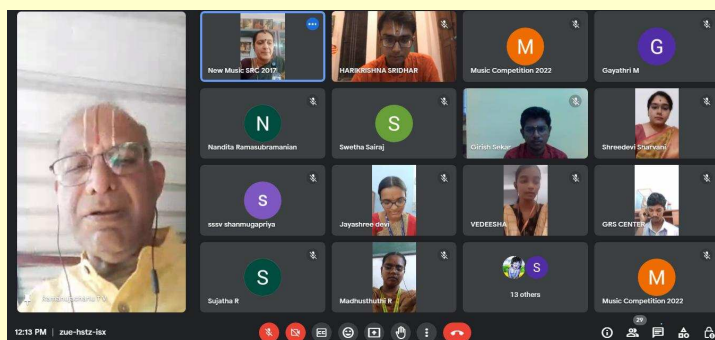 New Music SRC 2017
HARIKRISHNA SRIDHAR
M
Music Competition 2022
G
Gayathri M
N
Nandita Ramasubramanian
S
Swetha Sairaj
Girish Sekar
Shreedevi Snarvani
S
sssv shanmugapriya
Jayashree devi
VEDEESHA
GRS CENTER
S
Sujatha R
Madhusthuthi R
S
13 others
M
Music Competition 2022
12:13 PM | zue-hstz-isx
CC
29